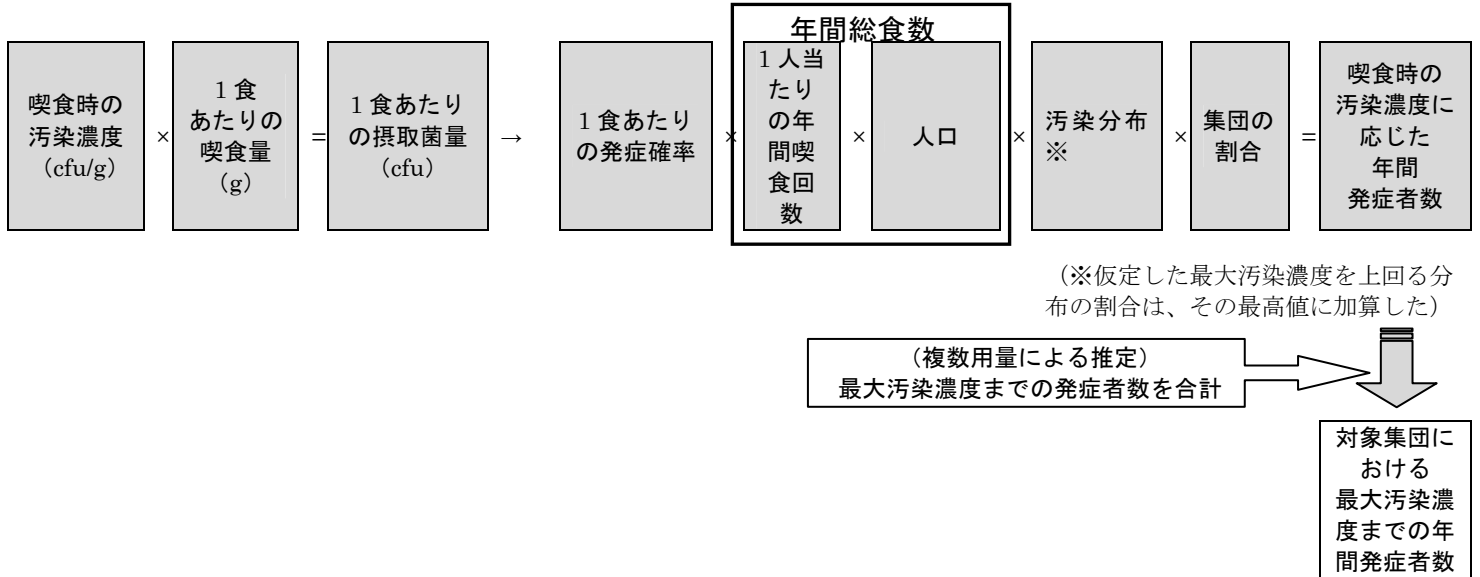 年間総食数
喫食時の
汚染濃度
（cfu/g）
×
1 食
あたりの
喫食量
（g）
=
1 食あたり
の摂取菌量
（cfu）
→
1 食あたり
の発症確率
×
1 人当
たり
の年
間喫
食回
数
×
人口
×
汚染分布
※
×
集団の
割合
=
喫食時の
汚染濃度に
応じた
年間
発症者数
（※仮定した最大汚染濃度を上回る分
布の割合は、その最高値に加算した）
（複数用量による推定）
最大汚染濃度までの発症者数を合計
対象集団に
おける
最大汚染濃
度までの年
間発症者数